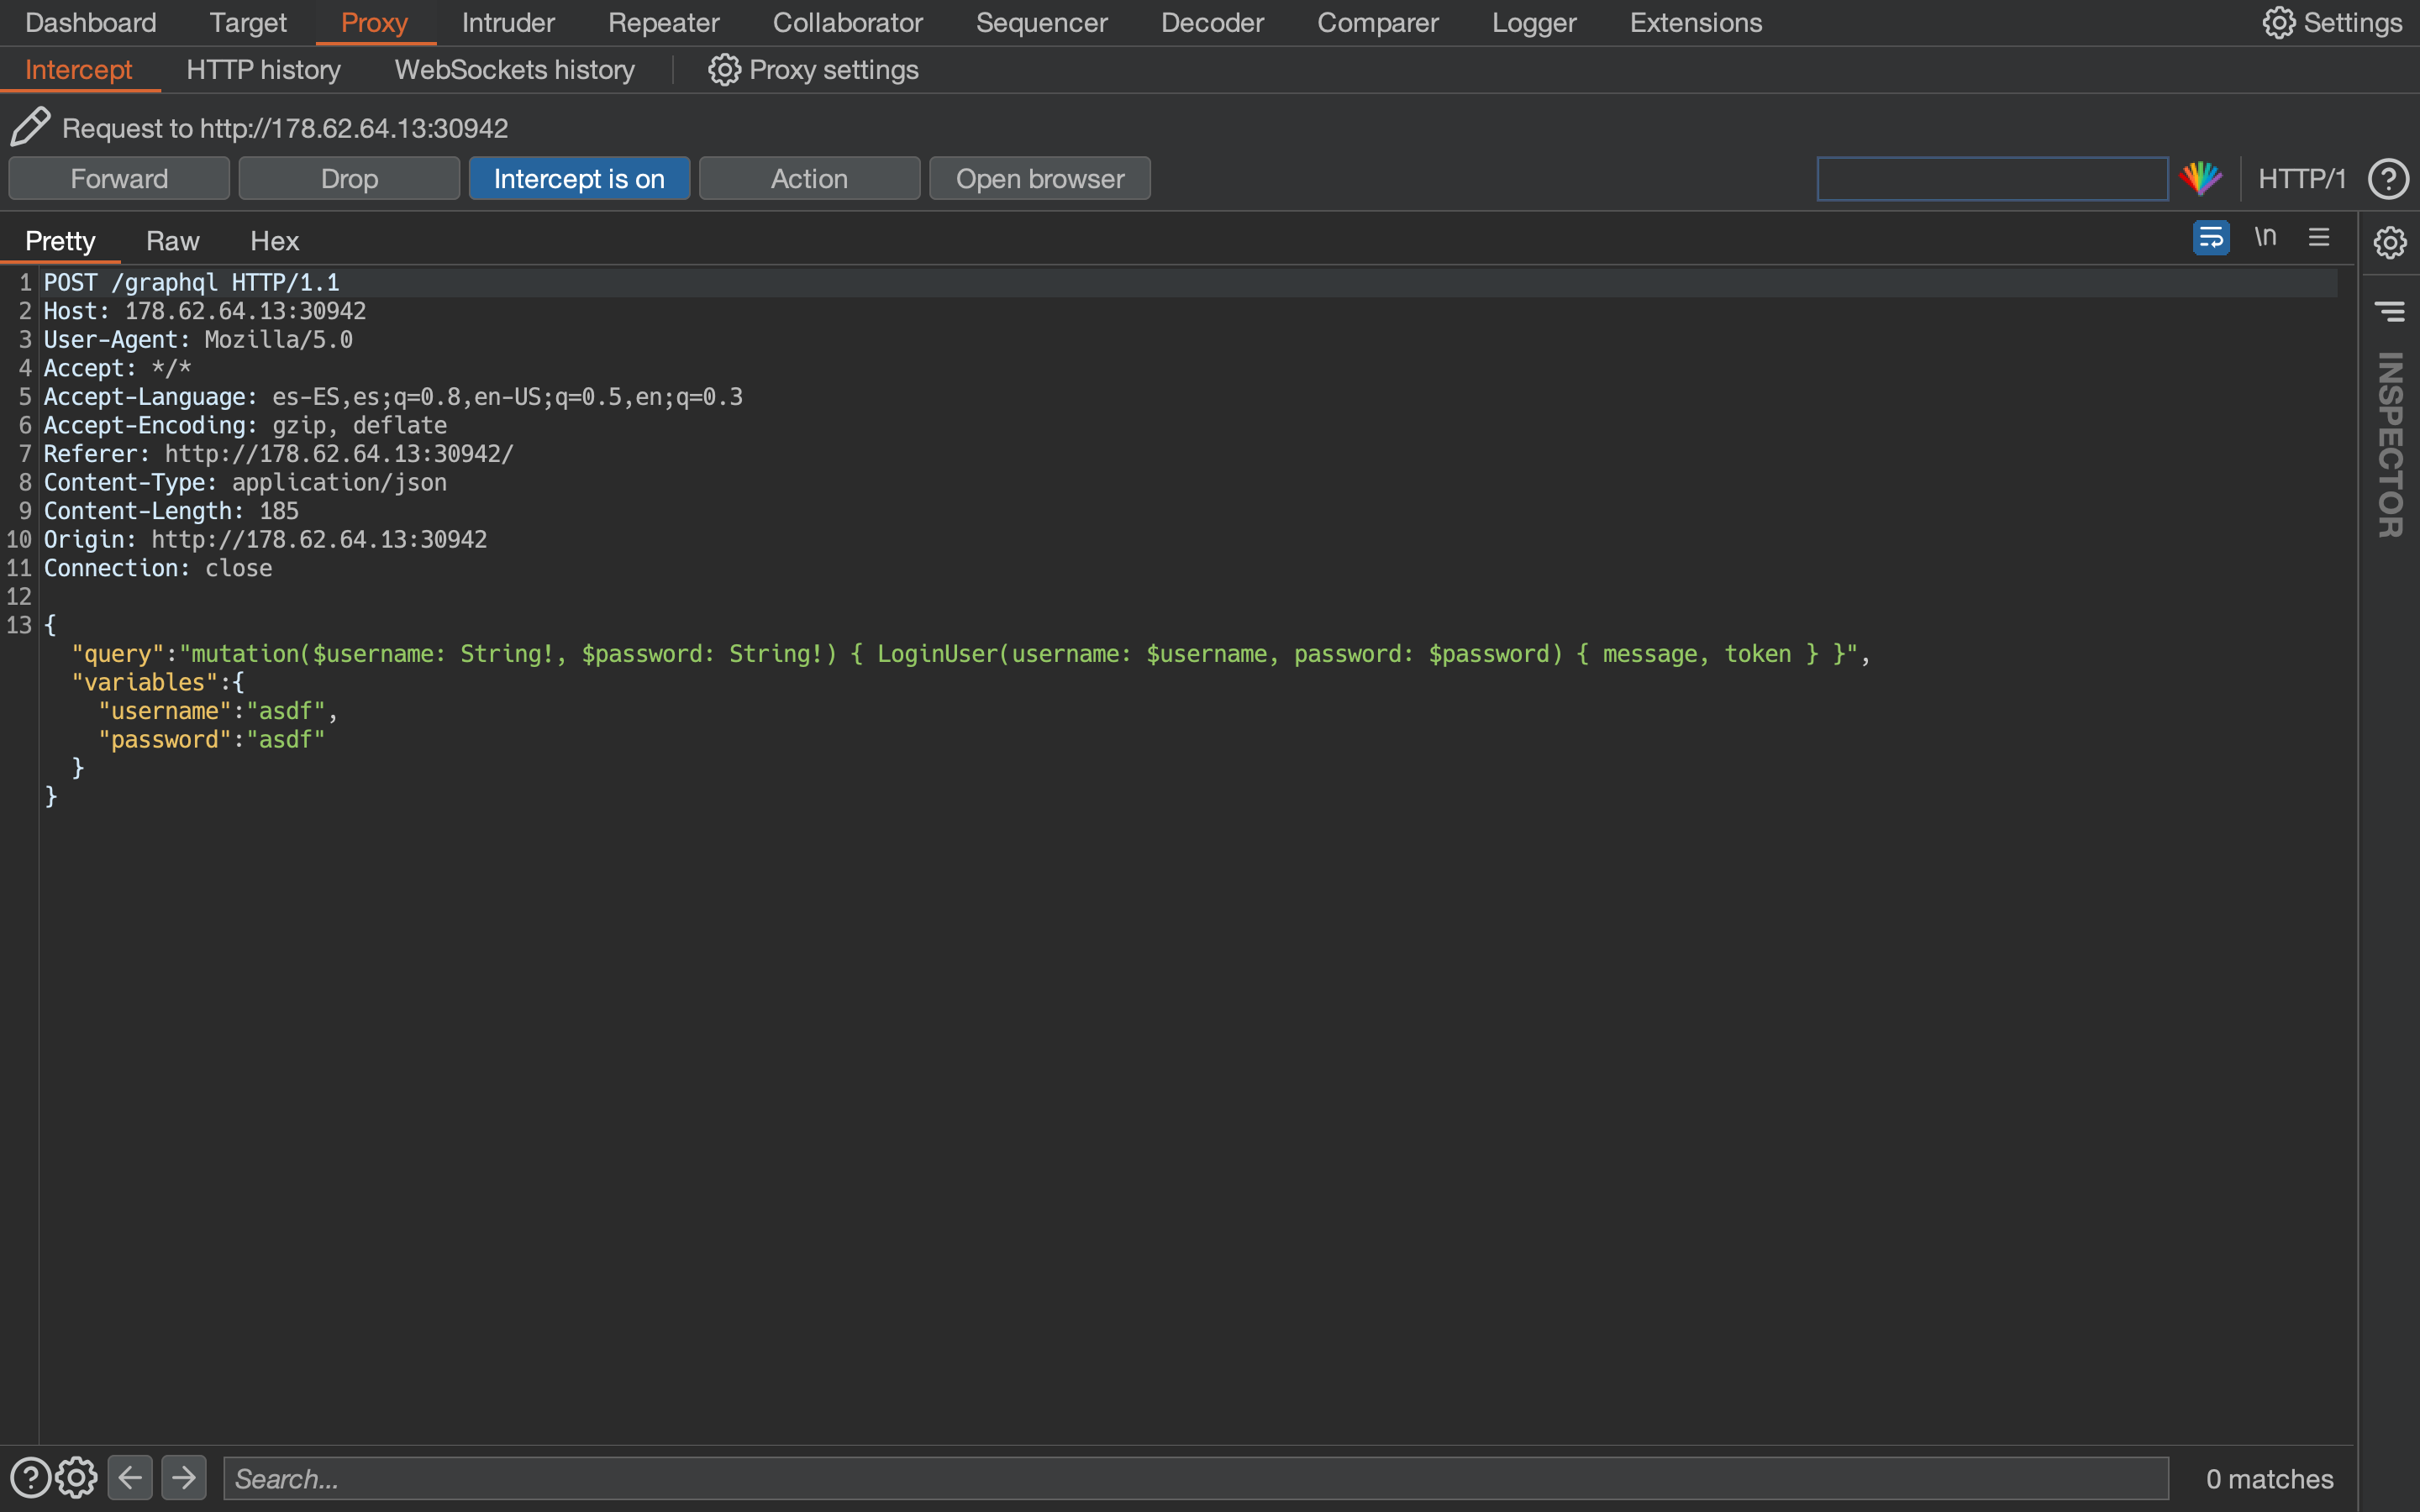 Dashboard Target Proxy Intruder Repeater Collaborator Sequencer Decoder Comparer Logger Extensions Settings
Intercept HTTP history WebSockets history Proxy settings
Request to http://178.62.64.13:30942
Forward Drop Intercept is on Action Open browser HTTP/1 ?
Pretty Raw Hex \n
INSPECTOR
1 POST /graphql HTTP/1.1
2 Host: 178.62.64.13:30942
3 User-Agent: Mozilla/5.0
4 Accept: */*
5 Accept-Language: es-ES,es;q=0.8,en-US;q=0.5,en;q=0.3
6 Accept-Encoding: gzip, deflate
7 Referer: http://178.62.64.13:30942/
8 Content-Type: application/json
9 Content-Length: 185
10 Origin: http://178.62.64.13:30942
11 Connection: close
12
13 {
"query":"mutation($username: String!, $password: String!) { LoginUser(username: $username, password: $password) { message, token } }",
"variables":{
"username":"asdf",
"password":"asdf"
}
}
? Search... 0 matches